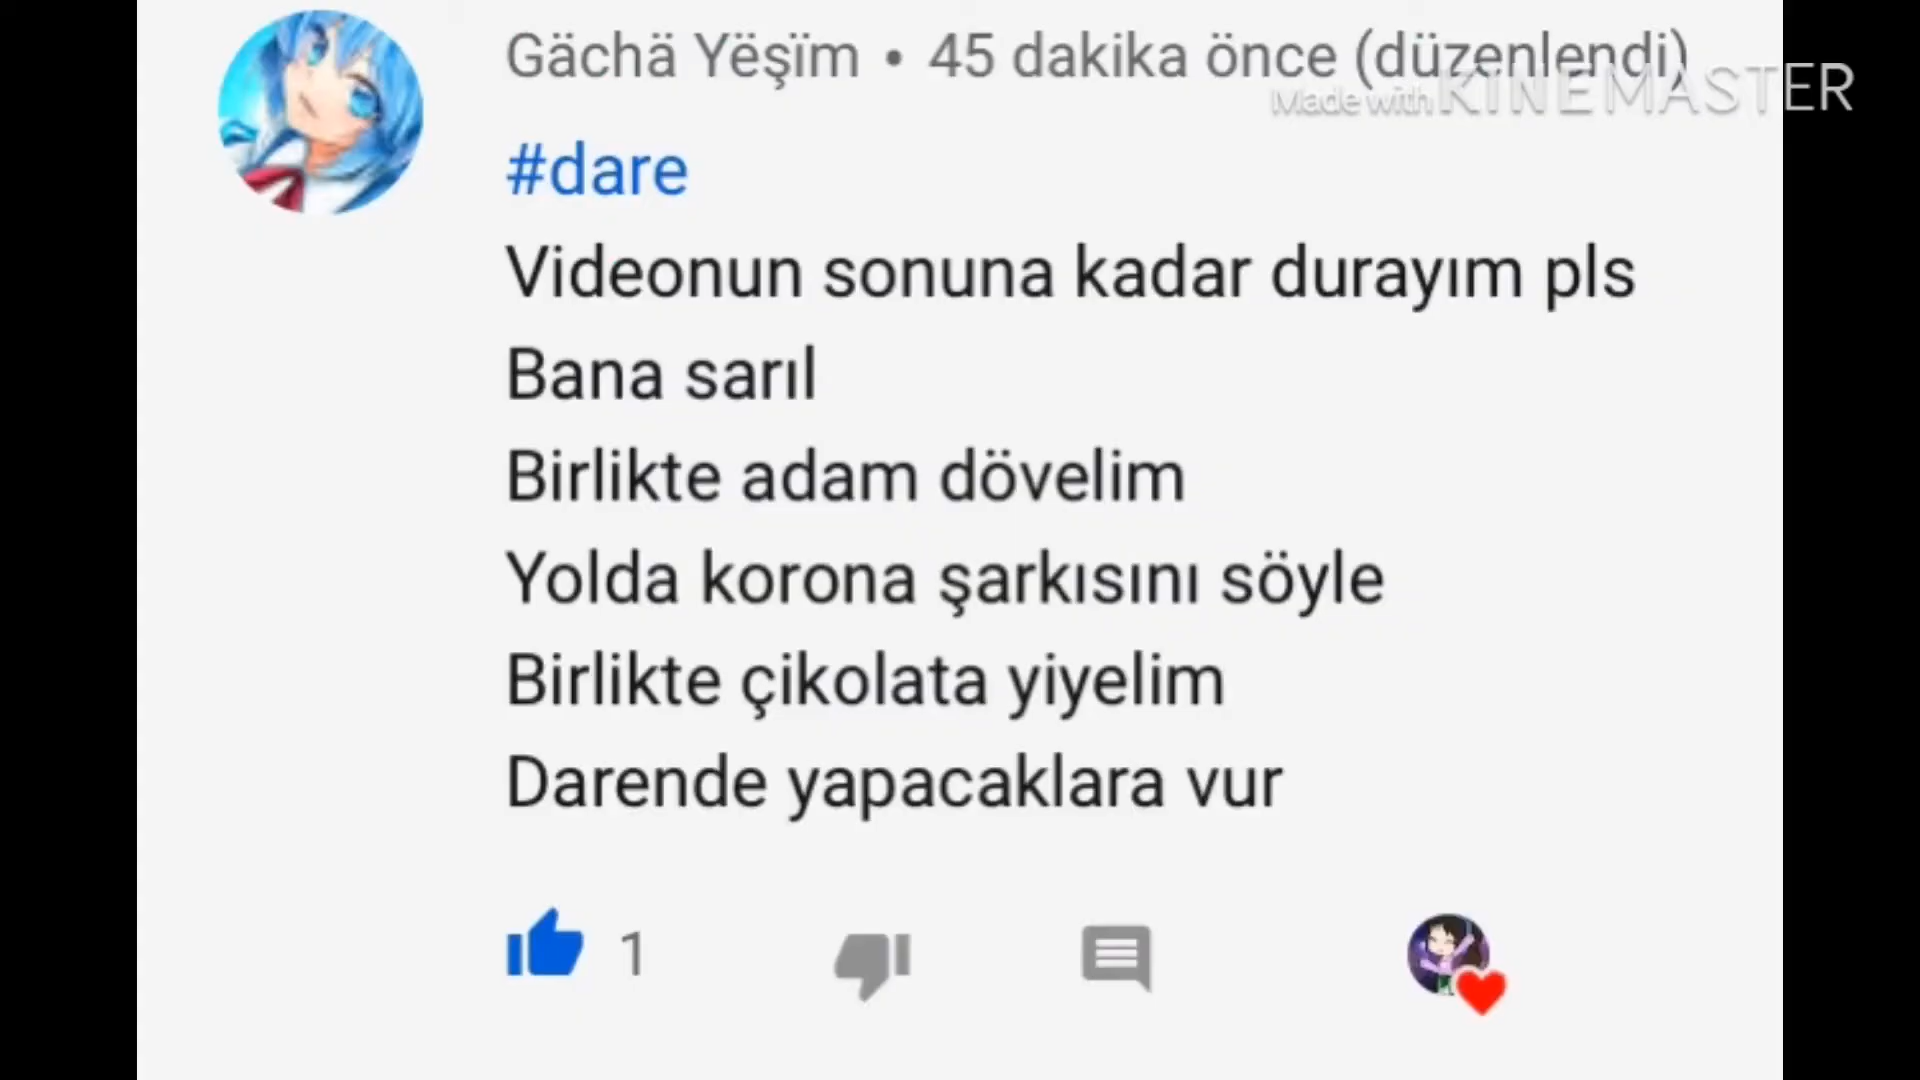 Gächä Yëşïm • 45 dakika önce (düzenlendi)
Made with KINEMASTER
#dare
Videonun sonuna kadar durayım pls
Bana sarıl
Birlikte adam dövelim
Yolda korona şarkısını söyle
Birlikte çikolata yiyelim
Darende yapacaklara vur
1